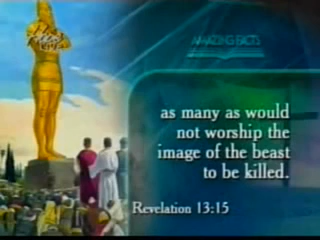 AMAZING FACTS
as many as would
not worship the
image of the beast
to be killed.
Revelation 13:15